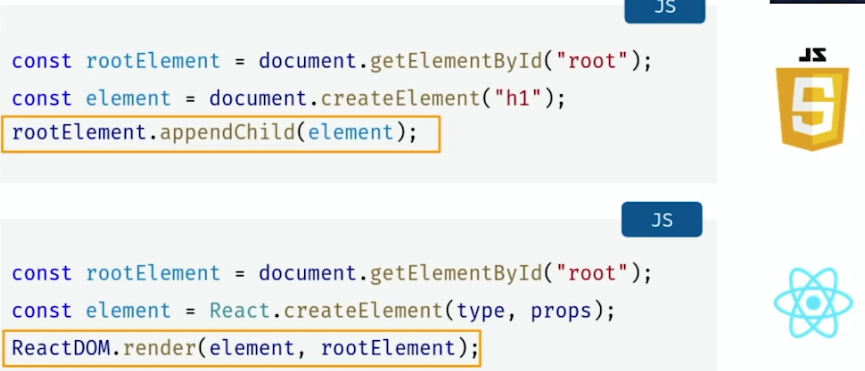 JS
const rootElement = document.getElementById("root");
const element = document.createElement("h1");
rootElement.appendChild(element);
JS
JS
const rootElement = document.getElementById("root");
const element = React.createElement(type, props);
ReactDOM.render(element, rootElement);